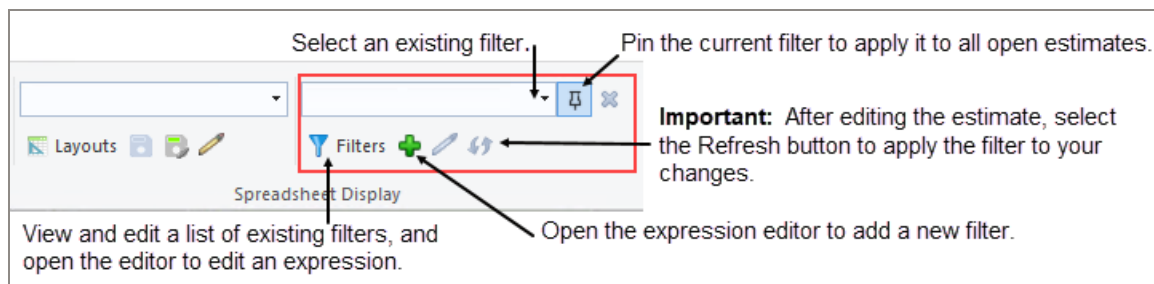 Select an existing filter.
Pin the current filter to apply it to all open estimates.
Important: After editing the estimate, select
the Refresh button to apply the filter to your
changes.
Layouts
Filters
Spreadsheet Display
View and edit a list of existing filters, and
open the editor to edit an expression.
Open the expression editor to add a new filter.